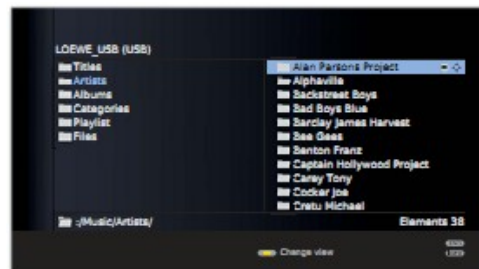 LOEWE_USB (USB)
Titles
Artists
Albums
Categories
Playlist
Files
Alan Parsons Project
Alphaville
Backstreet Boys
Bad Boys Blue
Barclay James Harvest
Bee Gees
Benton Franz
Captain Hollywood Project
Carey Tony
Cocker Joe
Cretu Michael
:/Music/Artists/
Elements 38
Change view